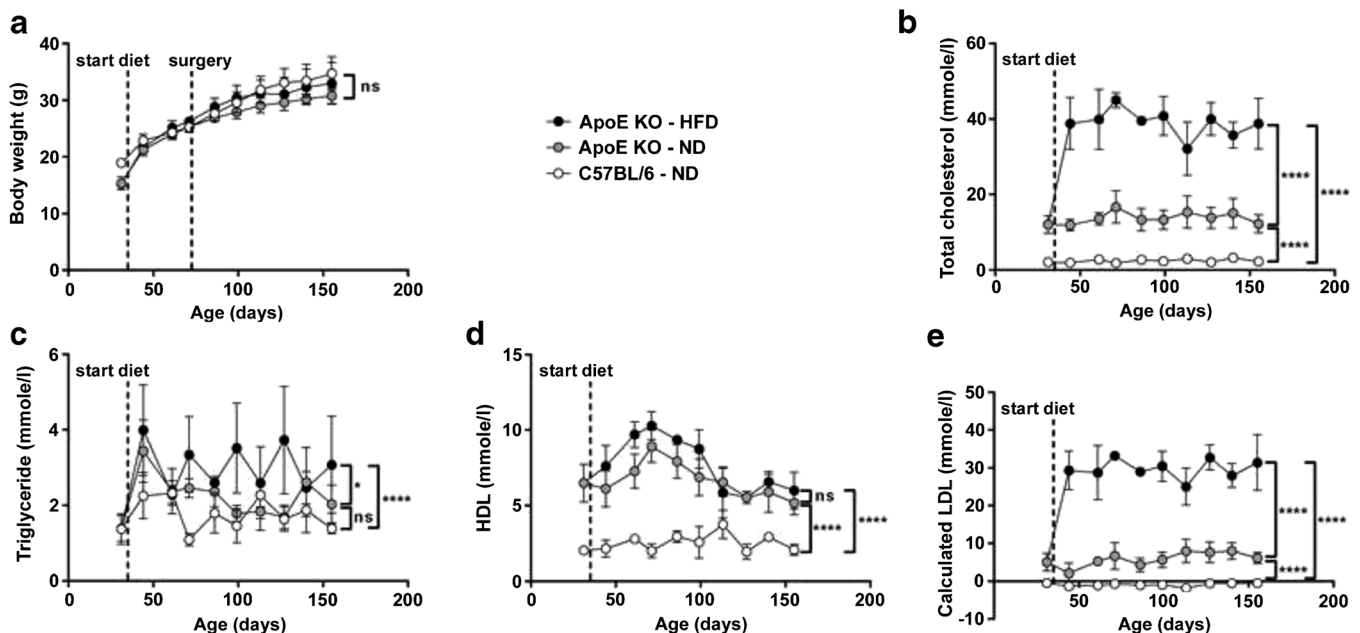 a
Body weight (g)
40
30
20
10
0
start diet
surgery
ns
0
50
100
150
200
Age (days)
ApoE KO - HFD
ApoE KO - ND
C57BL/6 - ND
b
Total cholesterol (mmole/l)
60
40
20
0
start diet
****
****
****
0
50
100
150
200
Age (days)
c
Triglyceride (mmole/l)
6
4
2
0
start diet
*
ns
****
0
50
100
150
200
Age (days)
d
HDL (mmole/l)
15
10
5
0
start diet
ns
****
****
0
50
100
150
200
Age (days)
e
Calculated LDL (mmole/l)
50
40
30
20
10
0
-10
start diet
****
****
****
50
100
150
200
Age (days)